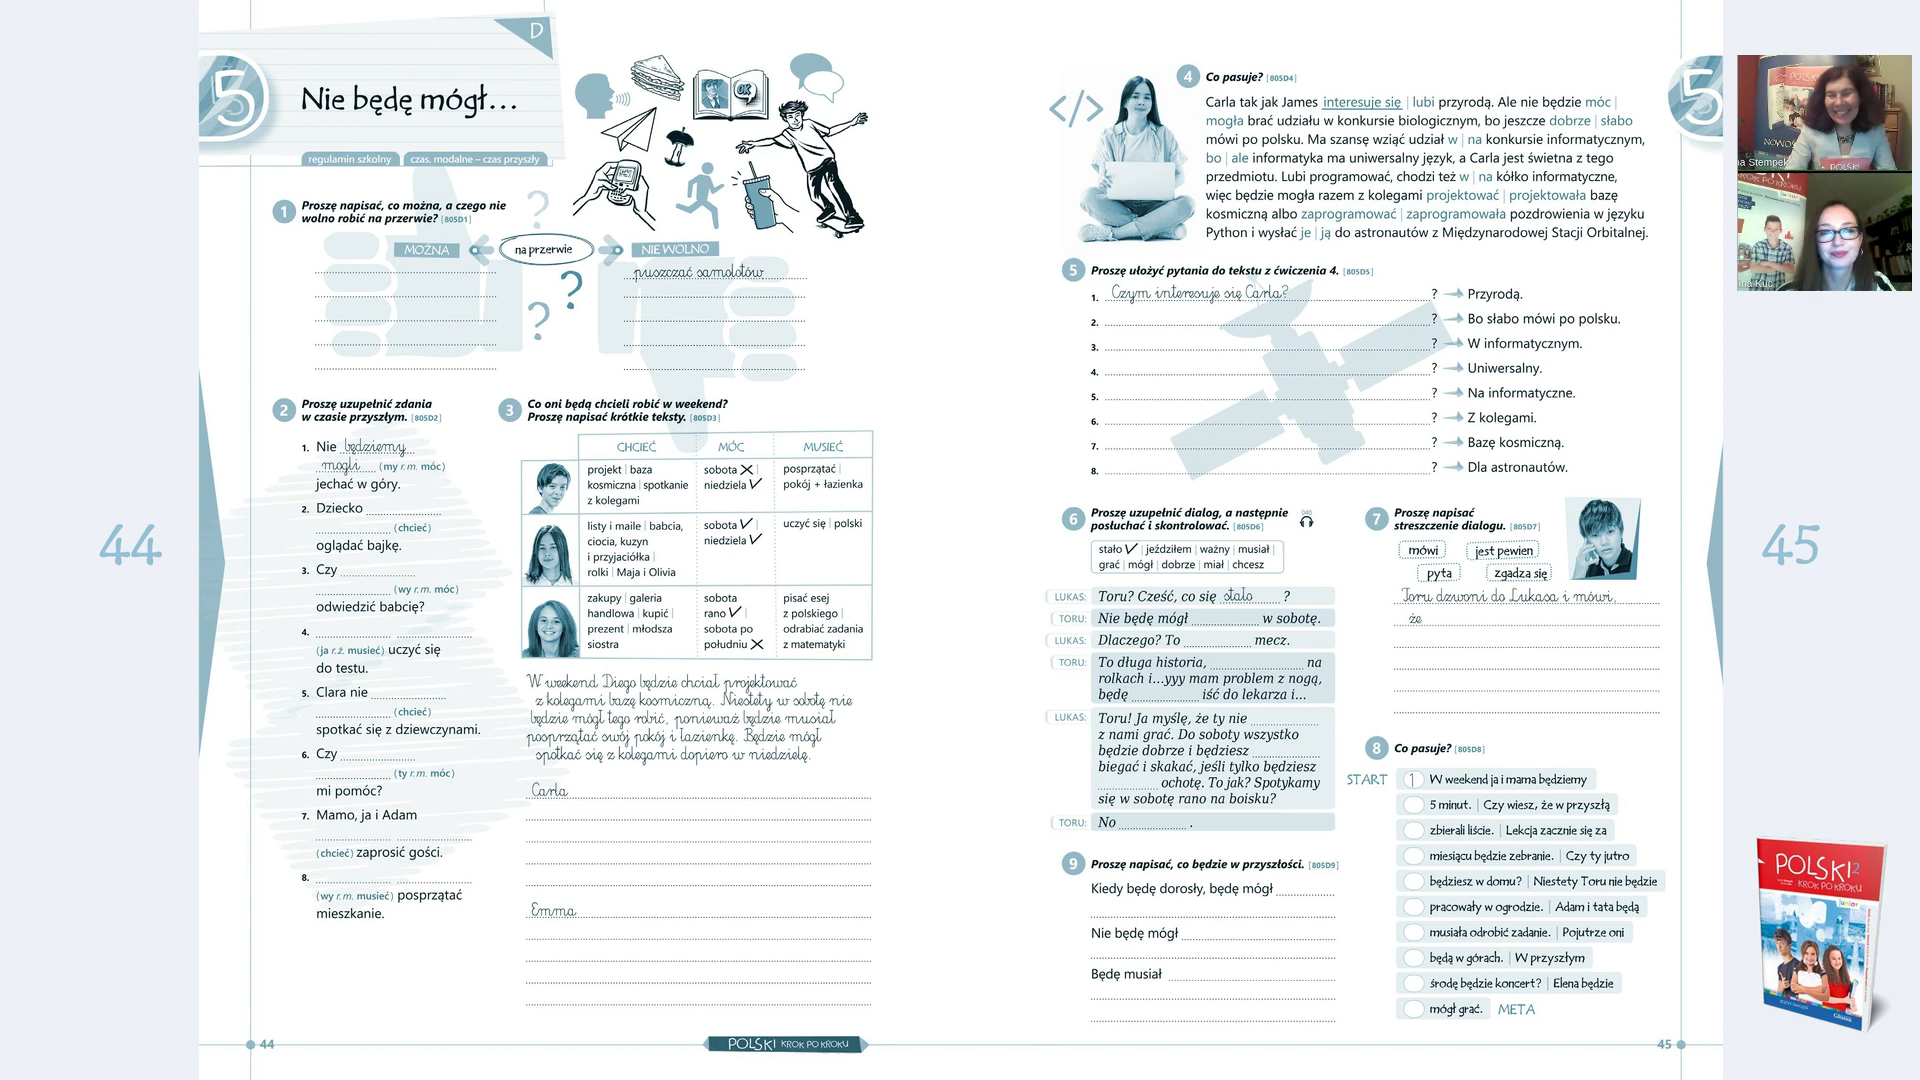 D
5
Nie będę mógł...
regulamin szkolny
czas. modalne – czas przyszły
OK
1 Proszę napisać, co można, a czego nie
wolno robić na przerwie? [805D1]
MOŻNA
na przerwie
NIE WOLNO
puszczać samolotów
2 Proszę uzupełnić zdania
w czasie przyszłym. [805D2]
1. Nie będziemy
mogli (my r.m. móc)
jechać w góry.
2. Dziecko
(chcieć)
oglądać bajkę.
3. Czy
(wy r.m. móc)
odwiedzić babcię?
4.
(ja r.ż. musieć) uczyć się
do testu.
5. Clara nie
(chcieć)
spotkać się z dziewczynami.
6. Czy
(ty r.m. móc)
mi pomóc?
7. Mamo, ja i Adam
(chcieć) zaprosić gości.
8.
(wy r.m. musieć) posprzątać
mieszkanie.
3 Co oni będą chcieli robić w weekend?
Proszę napisać krótkie teksty. [805D3]
CHCIEĆ MÓC MUSIEĆ
projekt | baza
kosmiczna | spotkanie
z kolegami
sobota ✗ |
niedziela ✓
posprzątać |
pokój + łazienka
listy i maile | babcia,
ciocia, kuzyn
i przyjaciółka |
rolki | Maja i Olivia
sobota ✓ |
niedziela ✓
uczyć się | polski
zakupy | galeria
handlowa | kupić |
prezent | młodsza
siostra
sobota
rano ✓ |
sobota po
południu ✗
pisać esej
z polskiego |
odrabiać zadania
z matematyki
W weekend Diego będzie chciał projektować
z kolegami bazę kosmiczną. Niestety w sobotę nie
będzie mógł tego robić, ponieważ będzie musiał
posprzątać swój pokój i łazienkę. Będzie mógł
spotkać się z kolegami dopiero w niedzielę.
Carla
Emma
44
44
POLSKI KROK PO KROKU
4 Co pasuje? [805D4]
</>
Carla tak jak James interesuje się | lubi przyrodą. Ale nie będzie móc |
mogła brać udziału w konkursie biologicznym, bo jeszcze dobrze | słabo
mówi po polsku. Ma szansę wziąć udział w | na konkursie informatycznym,
bo | ale informatyka ma uniwersalny język, a Carla jest świetna z tego
przedmiotu. Lubi programować, chodzi też w | na kółko informatyczne,
więc będzie mogła razem z kolegami projektować | projektowała bazę
kosmiczną albo zaprogramować | zaprogramowała pozdrowienia w języku
Python i wysłać je | ją do astronautów z Międzynarodowej Stacji Orbitalnej.
5 Proszę ułożyć pytania do tekstu z ćwiczenia 4. [805D5]
1. Czym interesuje się Carla? ? Przyrodą.
2. ? Bo słabo mówi po polsku.
3. ? W informatycznym.
4. ? Uniwersalny.
5. ? Na informatyczne.
6. ? Z kolegami.
7. ? Bazę kosmiczną.
8. ? Dla astronautów.
6 Proszę uzupełnić dialog, a następnie
posłuchać i skontrolować. [805D6]
040
stało ✓ | jeździłem | ważny | musiał |
grać | mógł | dobrze | miał | chcesz
LUKAS: Toru? Cześć, co się stało ?
TORU: Nie będę mógł w sobotę.
LUKAS: Dlaczego? To mecz.
TORU: To długa historia, na
rolkach i...yyy mam problem z nogą,
będę iść do lekarza i...
LUKAS: Toru! Ja myślę, że ty nie
z nami grać. Do soboty wszystko
będzie dobrze i będziesz
biegać i skakać, jeśli tylko będziesz
ochotę. To jak? Spotykamy
się w sobotę rano na boisku?
TORU: No .
7 Proszę napisać
streszczenie dialogu. [805D7]
mówi
jest pewien
pyta
zgadza się
Toru dzwoni do Lukasa i mówi,
że
8 Co pasuje? [805D8]
START 1 W weekend ja i mama będziemy
5 minut. | Czy wiesz, że w przyszłą
zbierali liście. | Lekcja zacznie się za
miesiącu będzie zebranie. | Czy ty jutro
będziesz w domu? | Niestety Toru nie będzie
pracowały w ogrodzie. | Adam i tata będą
musiała odrobić zadanie. | Pojutrze oni
będą w górach. | W przyszłym
środę będzie koncert? | Elena będzie
mógł grać. META
9 Proszę napisać, co będzie w przyszłości. [805D9]
Kiedy będę dorosły, będę mógł
Nie będę mógł
Będę musiał
45
45
5
na Stempek
ina Kuc
POLSKI 2
KROK PO KROKU
junior